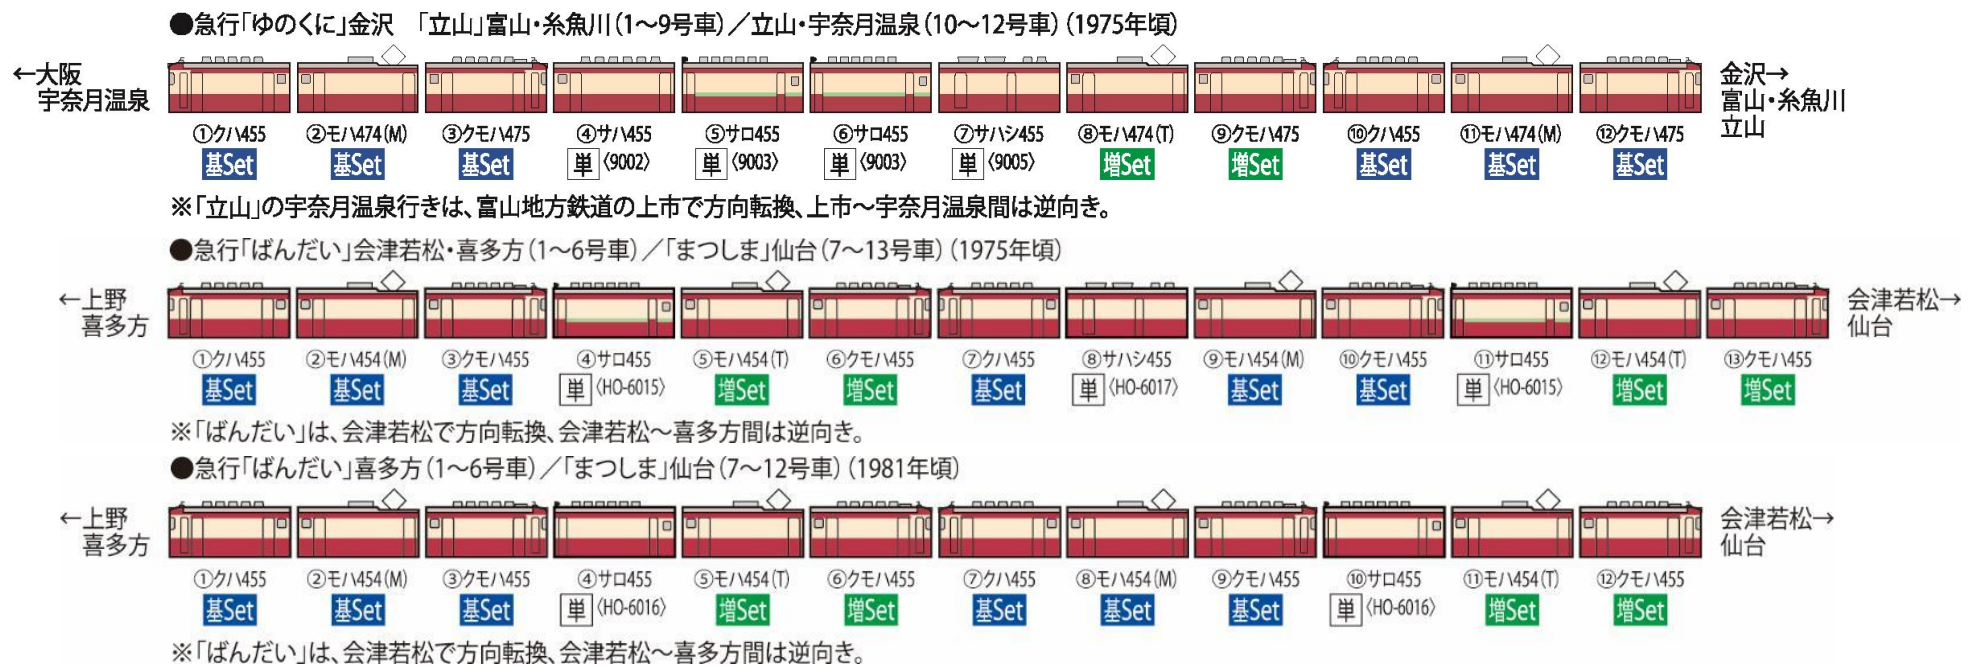 ●急行「ゆのくに」金沢　「立山」富山・糸魚川(1〜9号車)／立山・宇奈月温泉(10〜12号車) (1975年頃)
←大阪
宇奈月温泉
金沢→
富山・糸魚川
立山
①クハ455 ②モハ474(M) ③クモハ475 ④サハ455 ⑤サロ455 ⑥サロ455 ⑦サハシ455 ⑧モハ474(T) ⑨クモハ475 ⑩クハ455 ⑪モハ474(M) ⑫クモハ475
基Set 基Set 基Set 単〈9002〉 単〈9003〉 単〈9003〉 単〈9005〉 増Set 増Set 基Set 基Set 基Set
※「立山」の宇奈月温泉行きは、富山地方鉄道の上市で方向転換、上市〜宇奈月温泉間は逆向き。
●急行「ばんだい」会津若松・喜多方(1〜6号車)／「まつしま」仙台(7〜13号車) (1975年頃)
←上野
喜多方
会津若松→
仙台
①クハ455 ②モハ454(M) ③クモハ455 ④サロ455 ⑤モハ454(T) ⑥クモハ455 ⑦クハ455 ⑧サハシ455 ⑨モハ454(M) ⑩クモハ455 ⑪サロ455 ⑫モハ454(T) ⑬クモハ455
基Set 基Set 基Set 単〈HO-6015〉 増Set 増Set 基Set 単〈HO-6017〉 基Set 基Set 単〈HO-6015〉 増Set 増Set
※「ばんだい」は、会津若松で方向転換、会津若松〜喜多方間は逆向き。
●急行「ばんだい」喜多方(1〜6号車)／「まつしま」仙台(7〜12号車) (1981年頃)
←上野
喜多方
会津若松→
仙台
①クハ455 ②モハ454(M) ③クモハ455 ④サロ455 ⑤モハ454(T) ⑥クモハ455 ⑦クハ455 ⑧モハ454(M) ⑨クモハ455 ⑩サロ455 ⑪モハ454(T) ⑫クモハ455
基Set 基Set 基Set 単〈HO-6016〉 増Set 増Set 基Set 基Set 基Set 単〈HO-6016〉 増Set 増Set
※「ばんだい」は、会津若松で方向転換、会津若松〜喜多方間は逆向き。